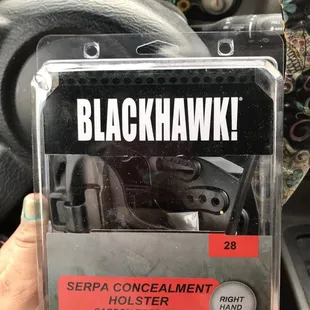 BLACKHAWK!
28
SERPA CONCEALMENT
HOLSTER
RIGHT
HAND